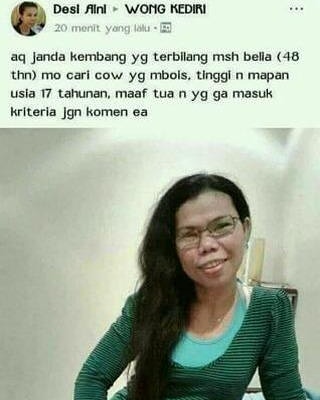 Desi Aini ▸ WONG KEDIRI
20 menit yang lalu ·
aq janda kembang yg terbilang msh belia (48
thn) mo cari cow yg mbois, tinggi n mapan
usia 17 tahunan, maaf tua n yg ga masuk
kriteria jgn komen ea